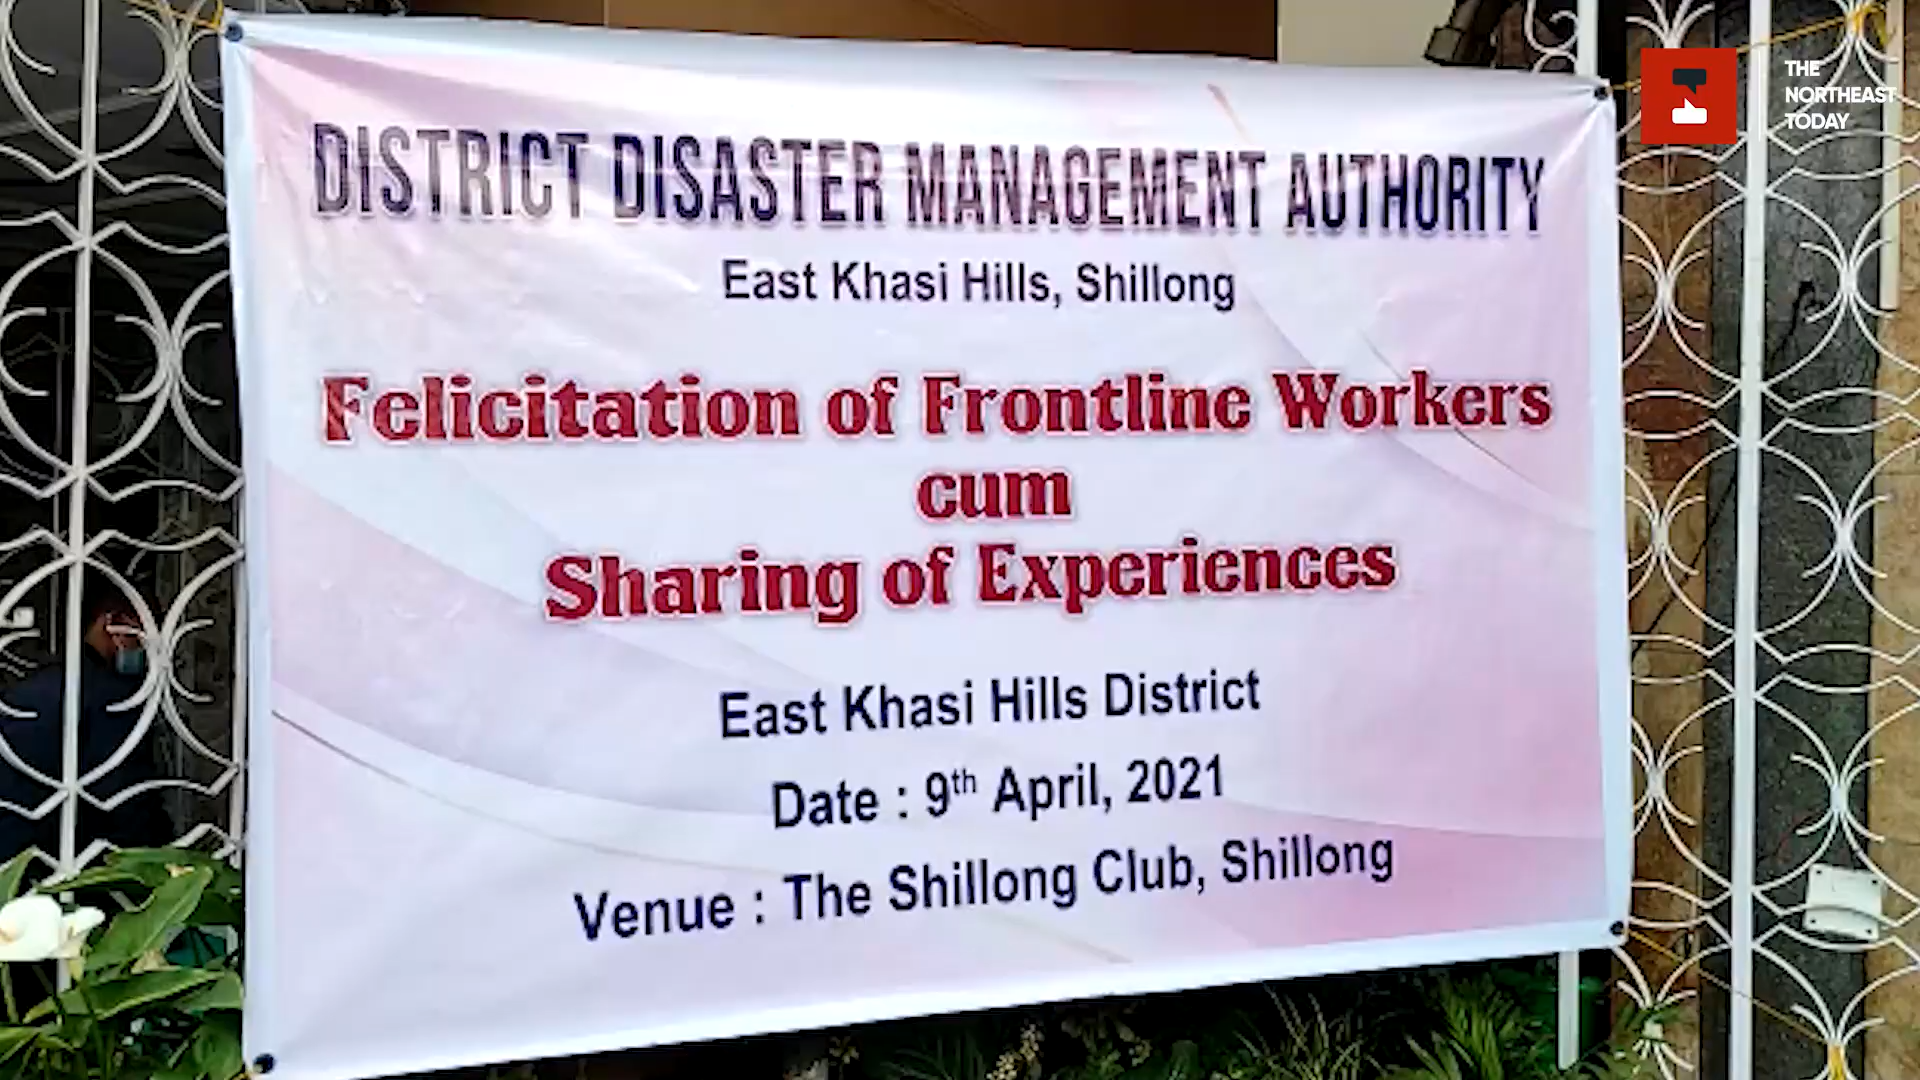 DISTRICT DISASTER MANAGEMENT AUTHORITY
East Khasi Hills, Shillong
Felicitation of Frontline Workers
cum
Sharing of Experiences
East Khasi Hills District
Date : 9th April, 2021
Venue : The Shillong Club, Shillong
THE
NORTHEAST
TODAY